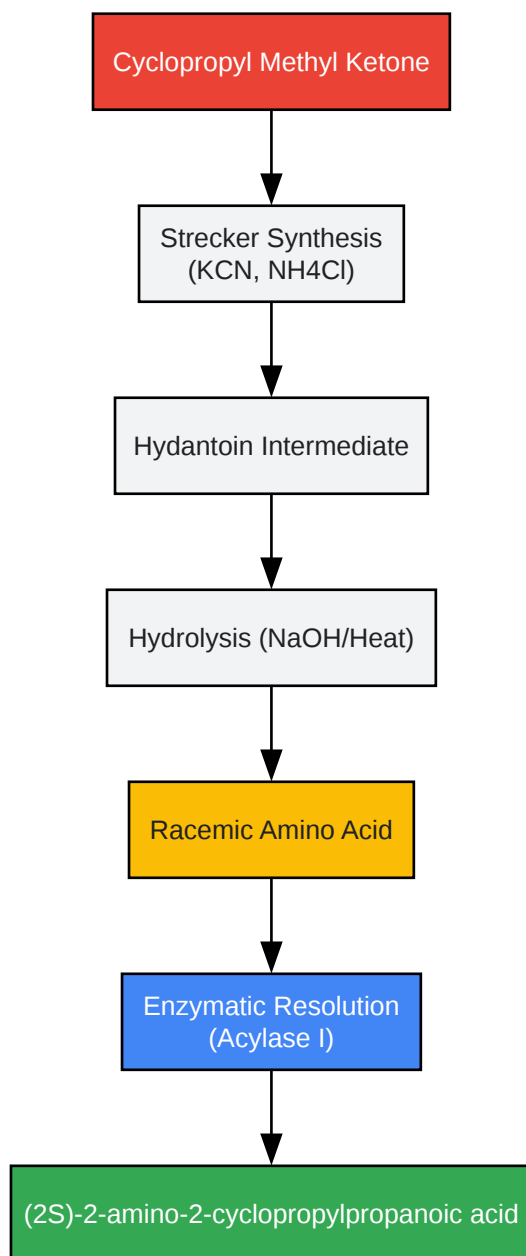 Cyclopropyl Methyl Ketone
Strecker Synthesis
(KCN, NH4Cl)
Hydantoin Intermediate
Hydrolysis (NaOH/Heat)
Racemic Amino Acid
Enzymatic Resolution
(Acylase I)
(2S)-2-amino-2-cyclopropylpropanoic acid